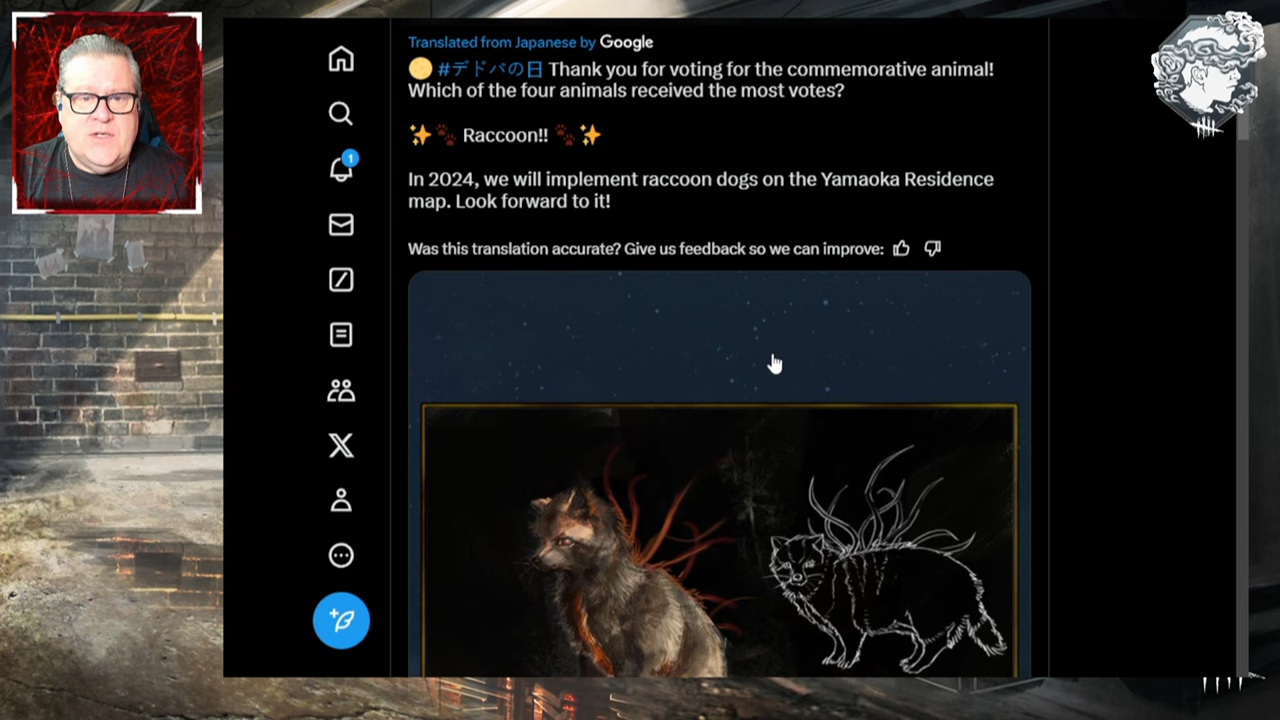 Translated from Japanese by Google
#デドバの日 Thank you for voting for the commemorative animal!
Which of the four animals received the most votes?
✨🐾 Raccoon!! 🐾✨
In 2024, we will implement raccoon dogs on the Yamaoka Residence
map. Look forward to it!
Was this translation accurate? Give us feedback so we can improve:
1